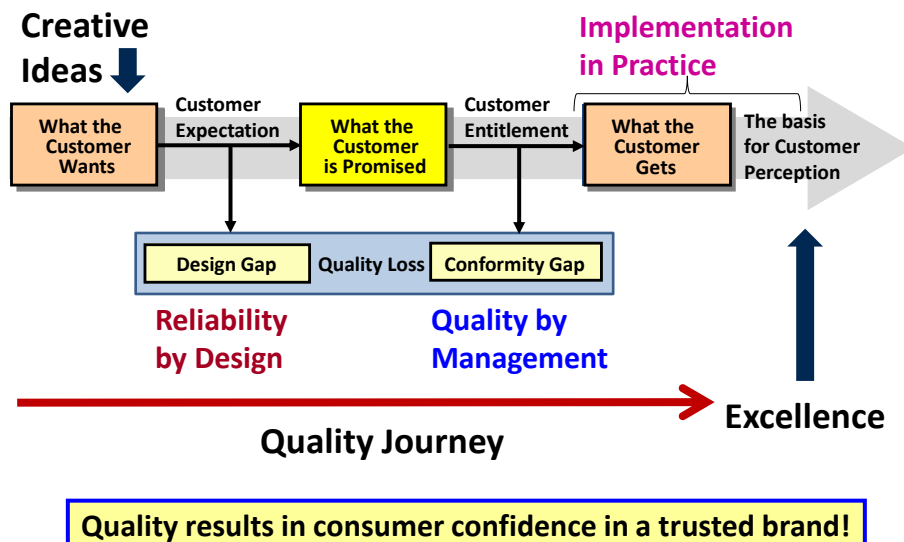 Creative
Ideas
Implementation
in Practice
What the
Customer
Wants
Customer
Expectation
What the
Customer
is Promised
Customer
Entitlement
What the
Customer
Gets
The basis
for Customer
Perception
Design Gap
Quality Loss
Conformity Gap
Reliability
by Design
Quality by
Management
Quality Journey
Excellence
Quality results in consumer confidence in a trusted brand!